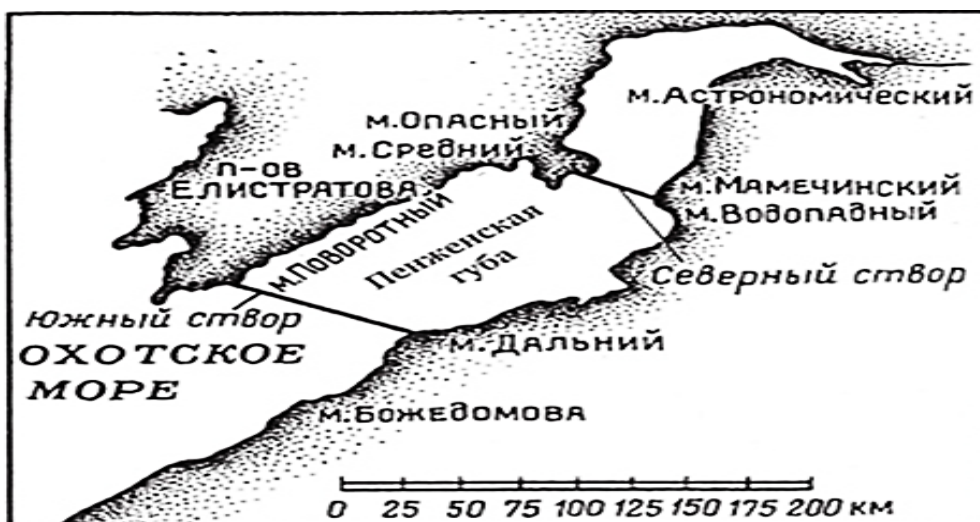 м.Астрономический
м.Опасный
м.Средний
п-ов
Елистратова
м.Поворотный
Пенженская
губа
м.Мамечинский
м.Водопадный
Северный створ
Южный створ
ОХОТСКОЕ
МОРЕ
м.Дальний
м.Божедомова
0 25 50 75 100 125 150 175 200 км